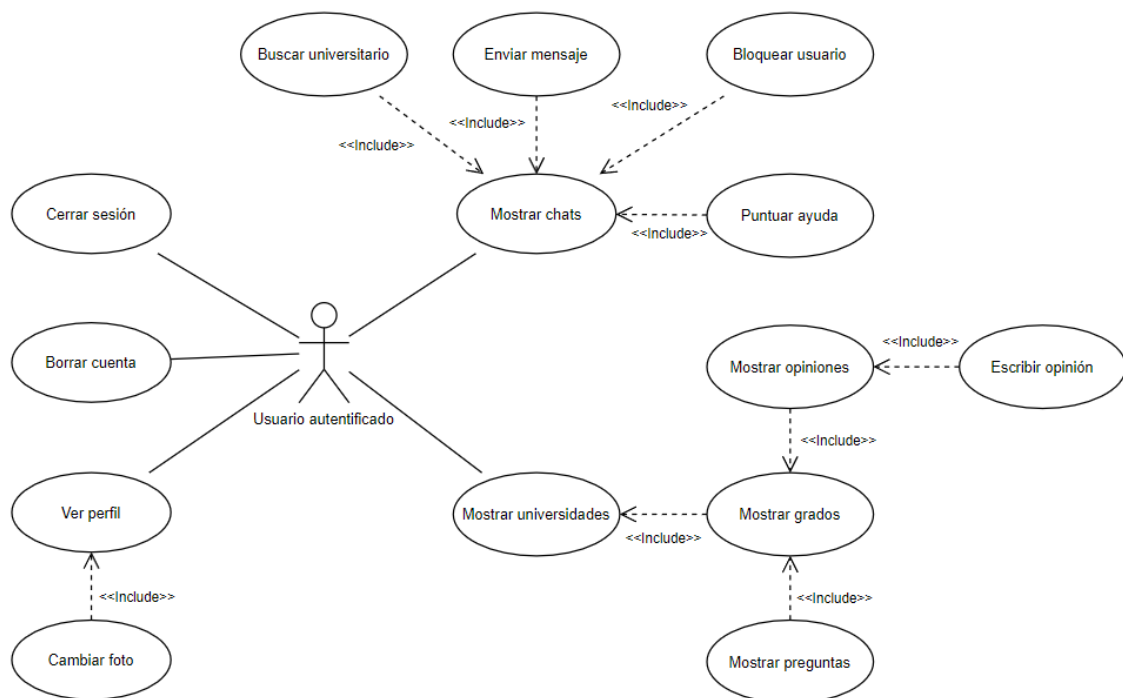 Buscar universitario
Enviar mensaje
Bloquear usuario
<<Include>>
<<Include>>
<<Include>>
Cerrar sesión
Mostrar chats
Puntuar ayuda
<<Include>>
Borrar cuenta
Mostrar opiniones
<<Include>>
Escribir opinión
Usuario autentificado
<<Include>>
Ver perfil
Mostrar universidades
Mostrar grados
<<Include>>
<<Include>>
<<Include>>
Cambiar foto
Mostrar preguntas